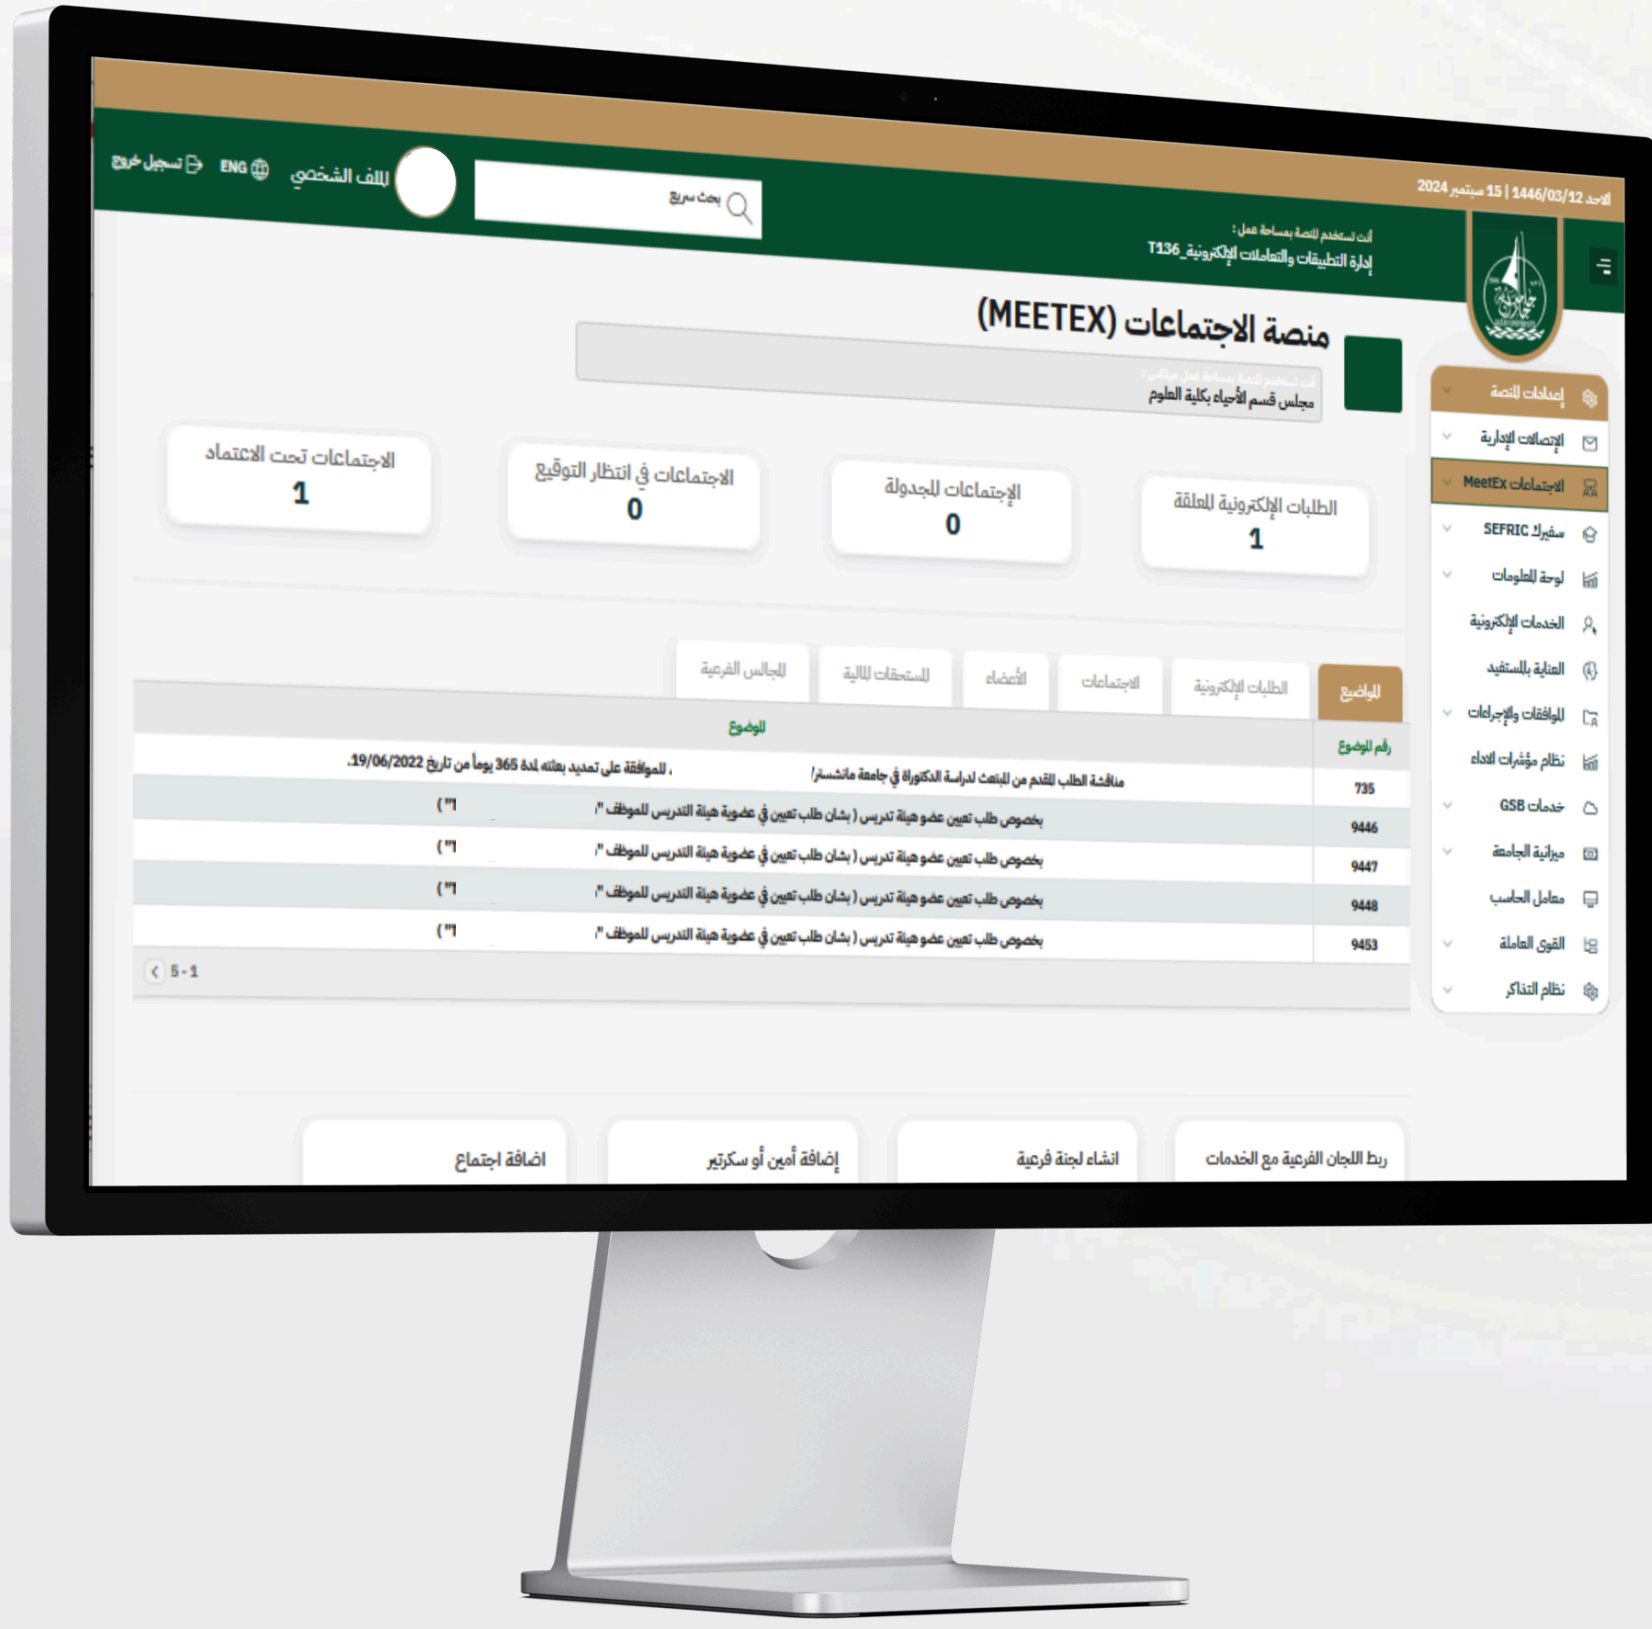 الاحد 1446/03/12 | 15 سبتمبر 2024
أنت تستخدم المنصة بمساحة عمل :
إدارة التطبيقات والتعاملات الإلكترونية_T136
بحث سريع
الملف الشخصي
ENG
تسجيل خروج
إعدادات المنصة
الإتصالات الإدارية
الاجتماعات MeetEx
سفيرك SEFRIC
لوحة المعلومات
الخدمات الإلكترونية
العناية بالمستفيد
الموافقات والإجراءات
نظام مؤشرات الاداء
خدمات GSB
ميزانية الجامعة
معامل الحاسب
القوى العاملة
نظام التذاكر
منصة الاجتماعات (MEETEX)
أنت تستخدم المنصة بمساحة عمل ميتكس :
مجلس قسم الأحياء بكلية العلوم
الطلبات الإلكترونية المعلقة
1
الإجتماعات المجدولة
0
الاجتماعات في انتظار التوقيع
0
الاجتماعات تحت الاعتماد
1
المواضيع
الطلبات الإلكترونية
الاجتماعات
الأعضاء
المستحقات المالية
المجالس الفرعية
رقم الموضوع الموضوع
735 مناقشة الطلب المقدم من المبتعث لدراسة الدكتوراة في جامعة مانشستر/ ، للموافقة على تمديد بعثته لمدة 365 يوماً من تاريخ 19/06/2022.
9446 بخصوص طلب تعيين عضو هيئة تدريس ( بشان طلب تعيين في عضوية هيئة التدريس للموظف " " )
9447 بخصوص طلب تعيين عضو هيئة تدريس ( بشان طلب تعيين في عضوية هيئة التدريس للموظف " " )
9448 بخصوص طلب تعيين عضو هيئة تدريس ( بشان طلب تعيين في عضوية هيئة التدريس للموظف " " )
9453 بخصوص طلب تعيين عضو هيئة تدريس ( بشان طلب تعيين في عضوية هيئة التدريس للموظف " " )
1 - 5
ربط اللجان الفرعية مع الخدمات
انشاء لجنة فرعية
إضافة أمين أو سكرتير
اضافة اجتماع